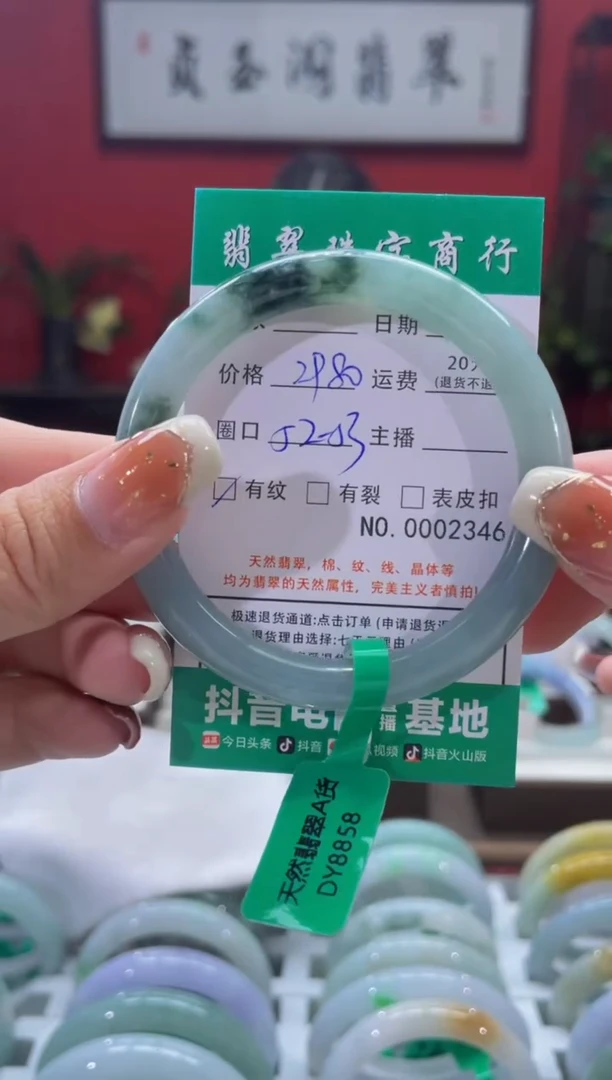 翡翠珠宝商行
日期
价格 2980 运费 20
(退货不退
圈口 52-53 主播
有纹 有裂 表皮扣
NO. 0002346
天然翡翠，棉、纹、线、晶体等
均为翡翠的天然属性，完美主义者慎拍
极速退货通道:点击订单 (申请退货
退货理由选择:七天
抖音电 播 基地
今日头条 抖音 视频 抖音火山版
天然翡翠A货
DY8858